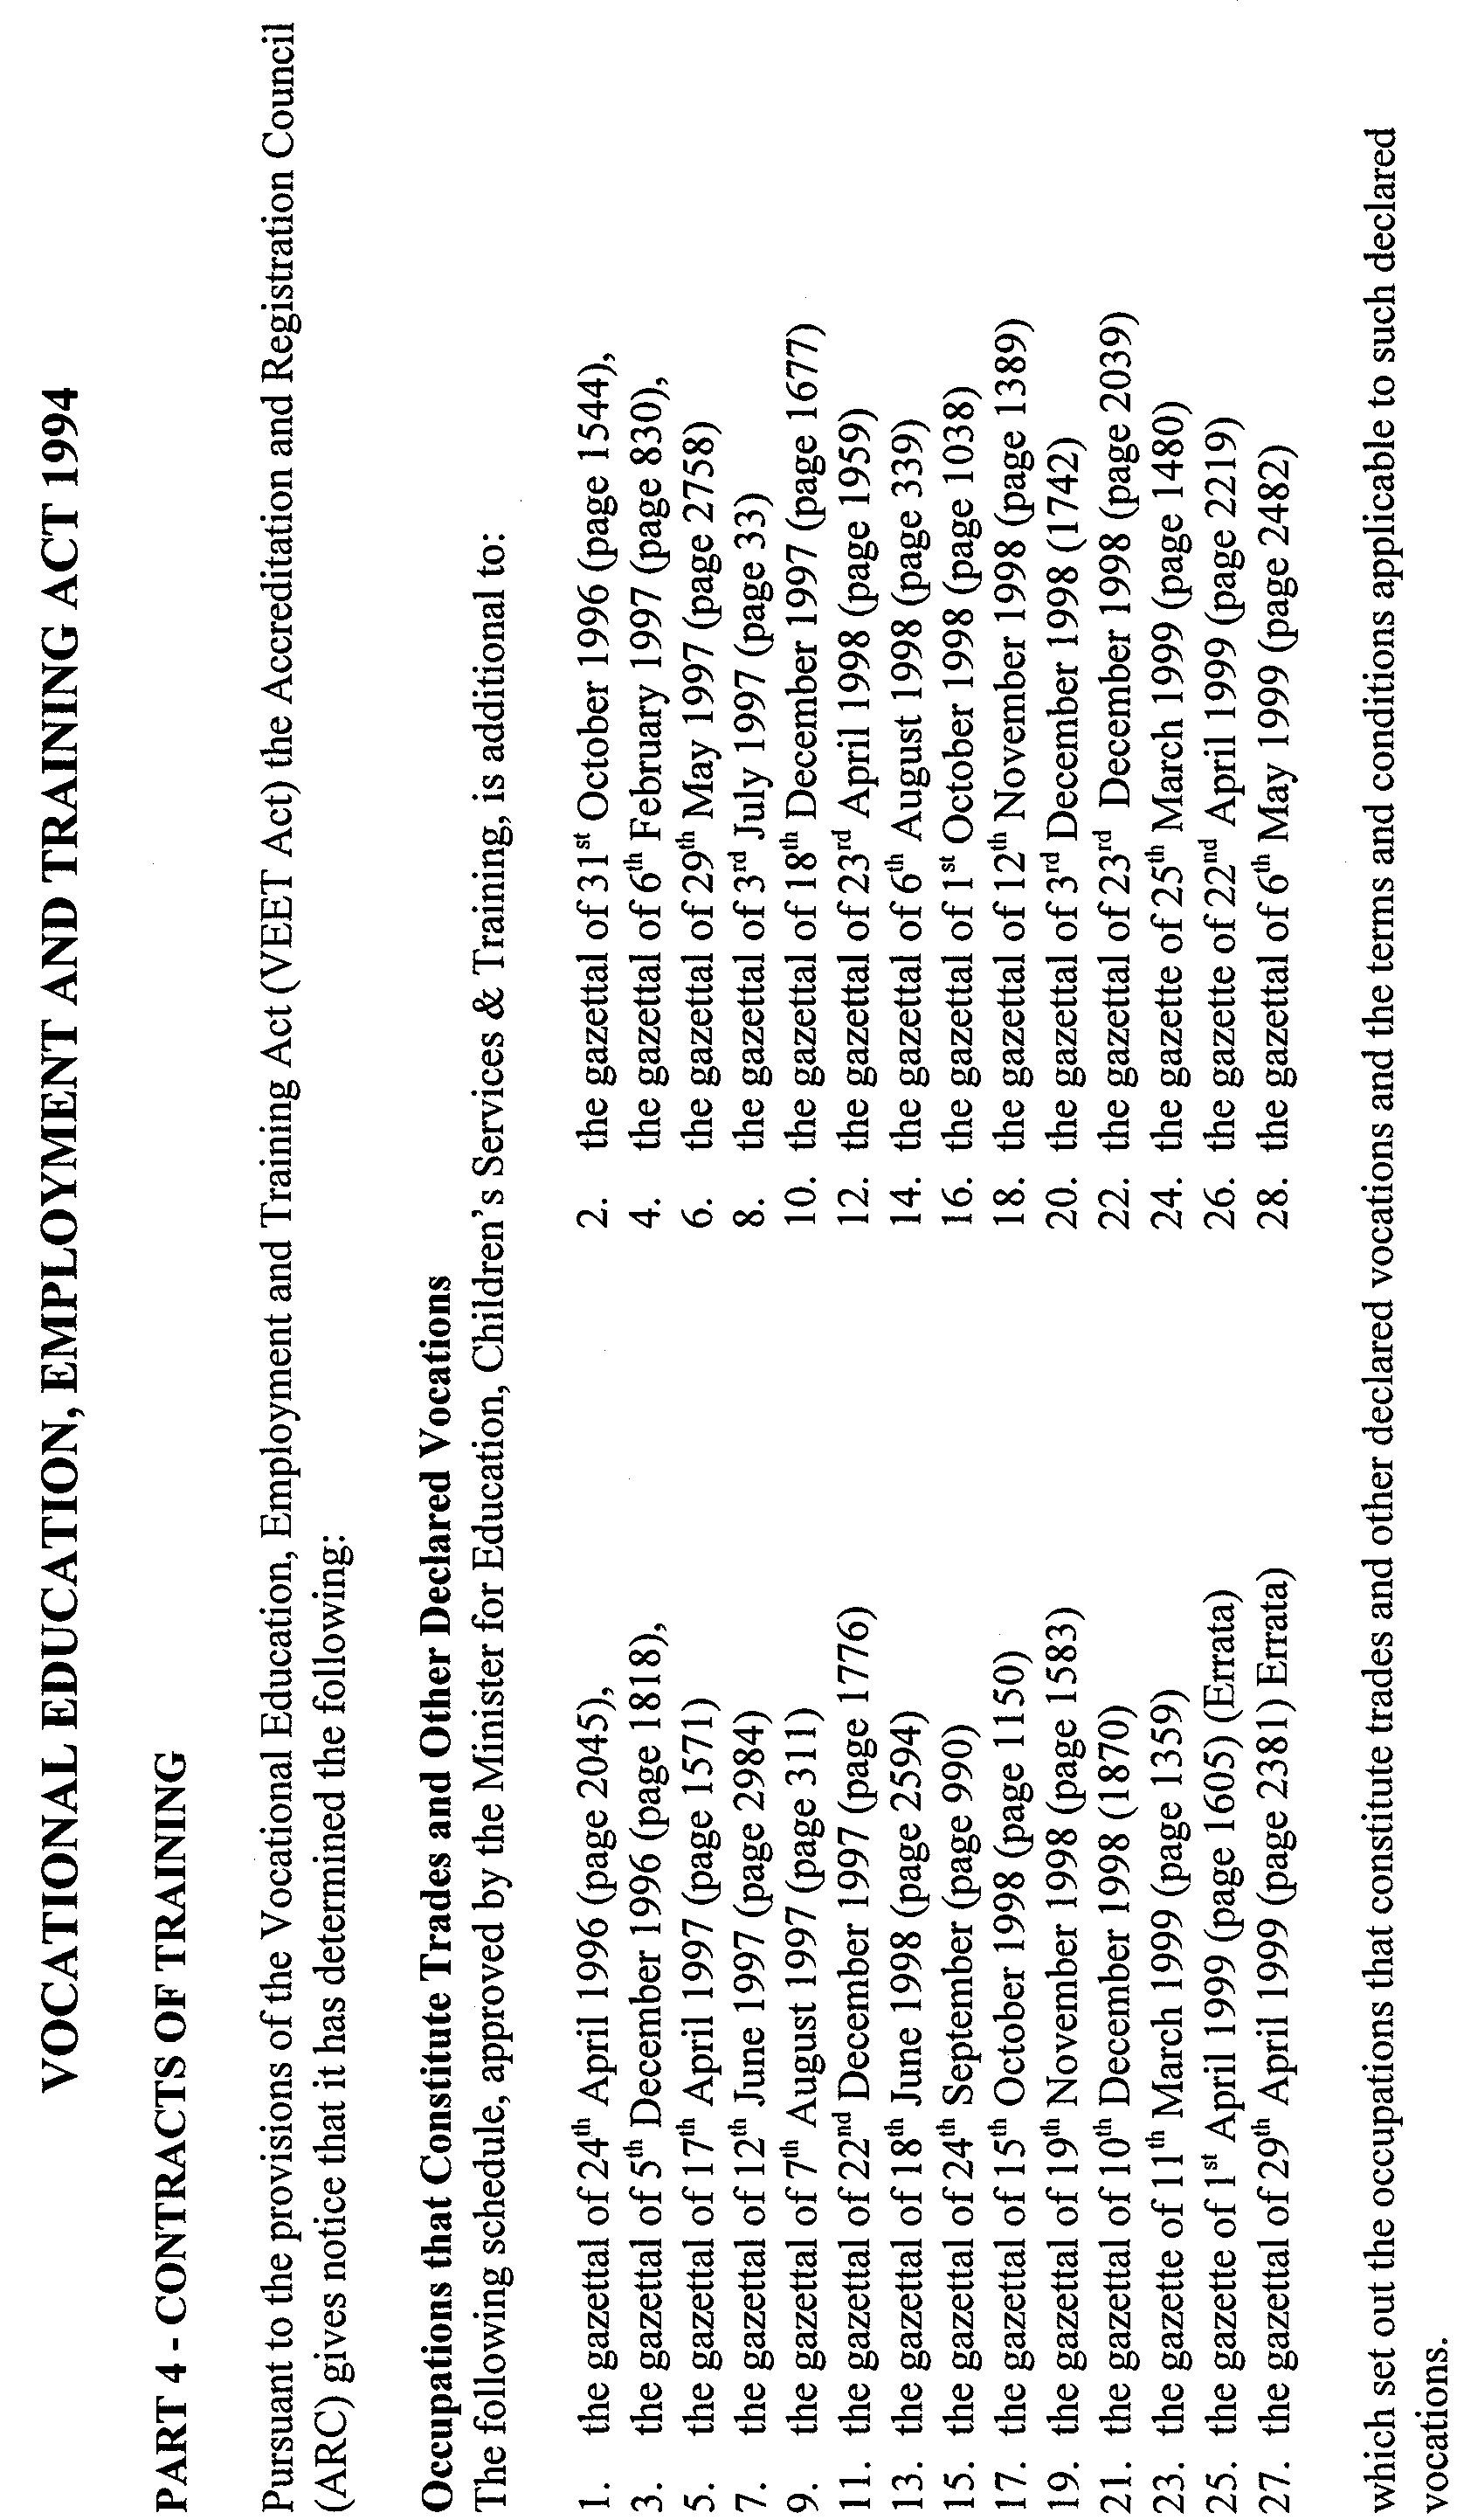 VOCATIONAL EDUCATION, EMPLOYMENT AND TRAINING ACT 1994
PART 4 - CONTRACTS OF TRAINING
Pursuant to the provisions of the Vocational Education, Employment and Training Act (VEET Act) the Accreditation and Registration Council
(ARC) gives notice that it has determined the following:
Occupations that Constitute Trades and Other Declared Vocations
The following schedule, approved by the Minister for Education, Children's Services & Training, is additional to:
1. the gazettal of 24th April 1996 (page 2045), 2. the gazettal of 31st October 1996 (page 1544),
3. the gazettal of 5th December 1996 (page 1818), 4. the gazettal of 6th February 1997 (page 830),
5. the gazettal of 17th April 1997 (page 1571) 6. the gazettal of 29th May 1997 (page 2758)
7. the gazettal of 12th June 1997 (page 2984) 8. the gazettal of 3rd July 1997 (page 33)
9. the gazettal of 7th August 1997 (page 311) 10. the gazettal of 18th December 1997 (page 1677)
11. the gazettal of 22nd December 1997 (page 1776) 12. the gazettal of 23rd April 1998 (page 1959)
13. the gazettal of 18th June 1998 (page 2594) 14. the gazettal of 6th August 1998 (page 339)
15. the gazettal of 24th September (page 990) 16. the gazettal of 1st October 1998 (page 1038)
17. the gazettal of 15th October 1998 (page 1150) 18. the gazettal of 12th November 1998 (page 1389)
19. the gazettal of 19th November 1998 (page 1583) 20. the gazettal of 3rd December 1998 (1742)
21. the gazettal of 10th December 1998 (1870) 22. the gazettal of 23rd December 1998 (page 2039)
23. the gazette of 11th March 1999 (page 1359) 24. the gazette of 25th March 1999 (page 1480)
25. the gazette of 1st April 1999 (page 1605) (Errata) 26. the gazette of 22nd April 1999 (page 2219)
27. the gazettal of 29th April 1999 (page 2381) Errata) 28. the gazettal of 6th May 1999 (page 2482)
which set out the occupations that constitute trades and other declared vocations and the terms and conditions applicable to such declared
vocations.